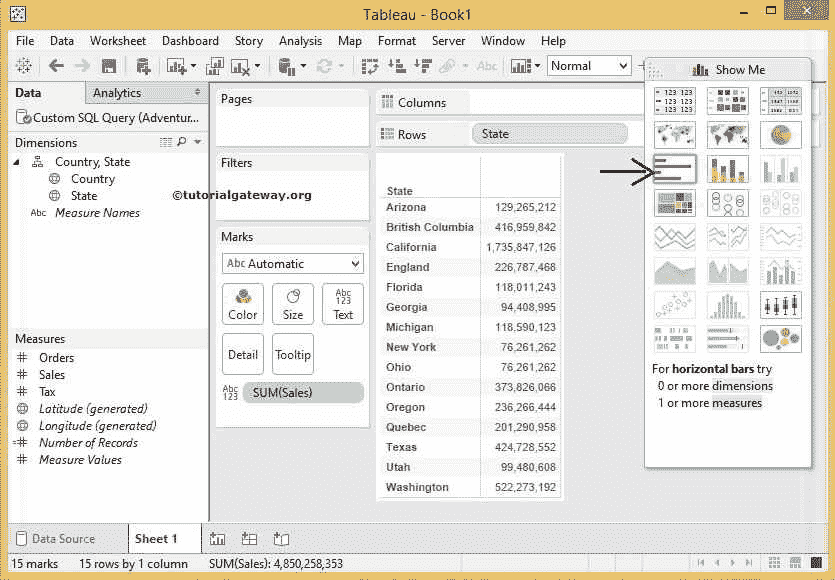 Tableau - Book1
File Data Worksheet Dashboard Story Analysis Map Format Server Window Help
Abc Normal
Data Analytics
Custom SQL Query (Adventur...
Dimensions
Country, State
Country
State
Abc Measure Names
©tutorialgateway.org
Measures
# Orders
# Sales
# Tax
Latitude (generated)
Longitude (generated)
=# Number of Records
# Measure Values
Pages
Filters
Marks
Abc Automatic
Color
Size
Abc
123
Text
Detail
Tooltip
Abc
123
SUM(Sales)
Columns
Rows State
State
Arizona 129,265,212
British Columbia 416,959,842
California 1,735,847,126
England 226,787,468
Florida 118,011,243
Georgia 94,408,995
Michigan 118,590,123
New York 76,261,262
Ohio 76,261,262
Ontario 373,826,066
Oregon 236,266,444
Quebec 201,290,958
Texas 424,728,552
Utah 99,480,608
Washington 522,273,192
Show Me
For horizontal bars try
0 or more dimensions
1 or more measures
Data Source Sheet 1
15 marks 15 rows by 1 column SUM(Sales): 4,850,258,353